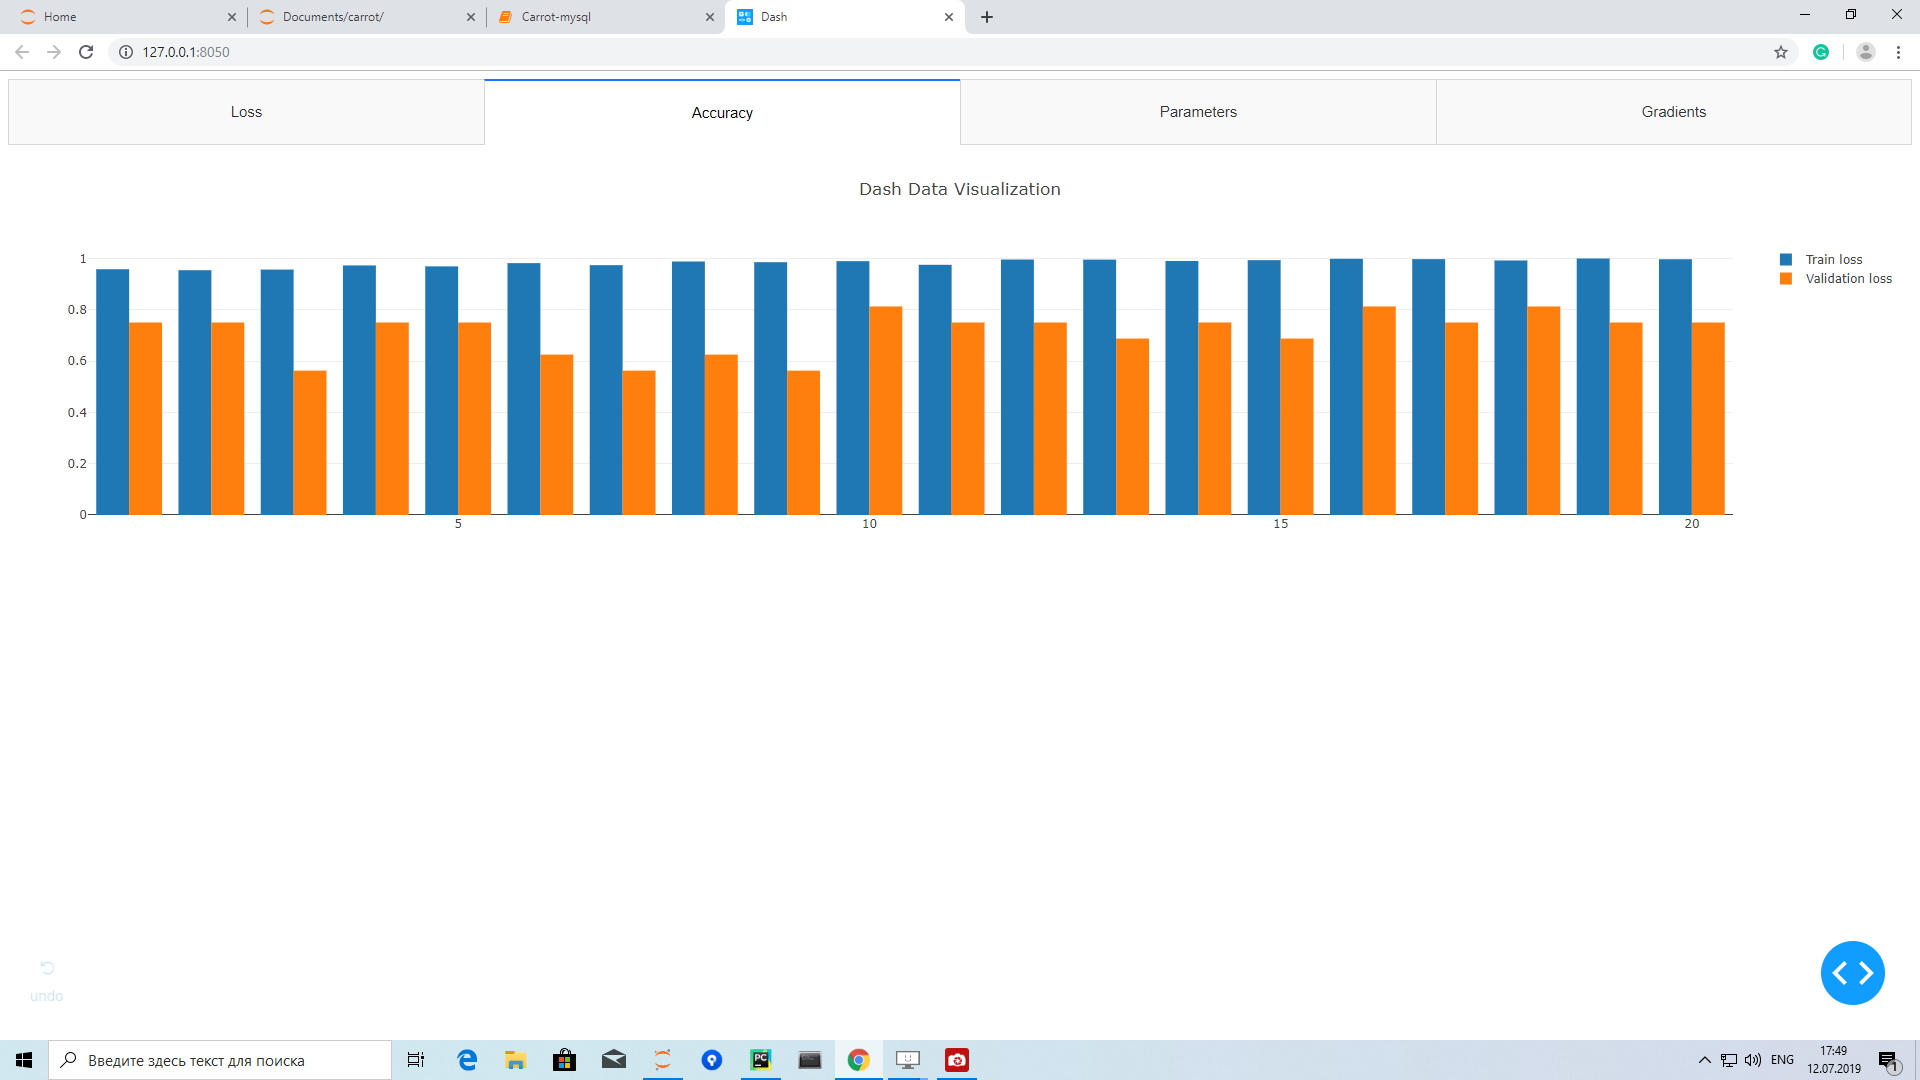 Home
Documents/carrot/
Carrot-mysql
Dash
127.0.0.1:8050
Loss
Accuracy
Parameters
Gradients
Dash Data Visualization
1
0.8
0.6
0.4
0.2
0
5
10
15
20
Train loss
Validation loss
undo
Введите здесь текст для поиска
PC
ENG
17:49
12.07.2019
1